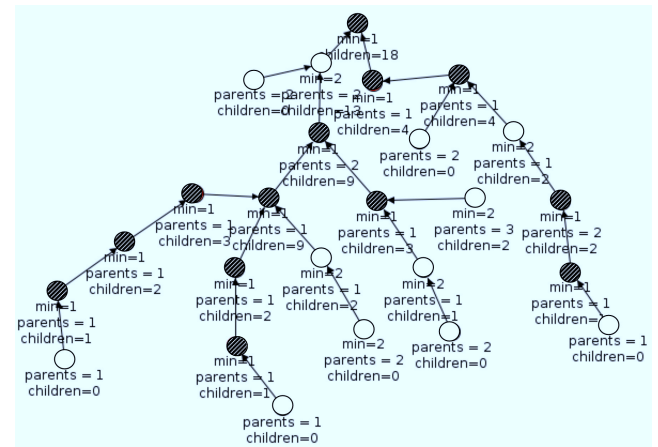 min=1
children=18
min=2
parents = 2
parents = 2
children=0
min=1
parents = 1
children=4
min=1
parents = 1
children=4
parents = 2
children=0
min=2
parents = 1
children=2
min=1
parents = 2
children=9
min=1
parents = 1
children=3
min=1
parents = 1
children=9
min=1
parents = 1
children=3
min=2
parents = 3
children=2
min=1
parents = 2
children=2
min=1
parents = 1
children=2
min=1
parents = 1
children=2
min=2
parents = 1
children=2
min=2
parents = 1
children=1
min=1
parents = 1
children=
min=1
parents = 1
children=1
parents = 1
children=0
min=1
parents = 1
children=1
min=2
parents = 2
children=0
parents = 2
children=0
parents = 1
children=0
parents = 1
children=0